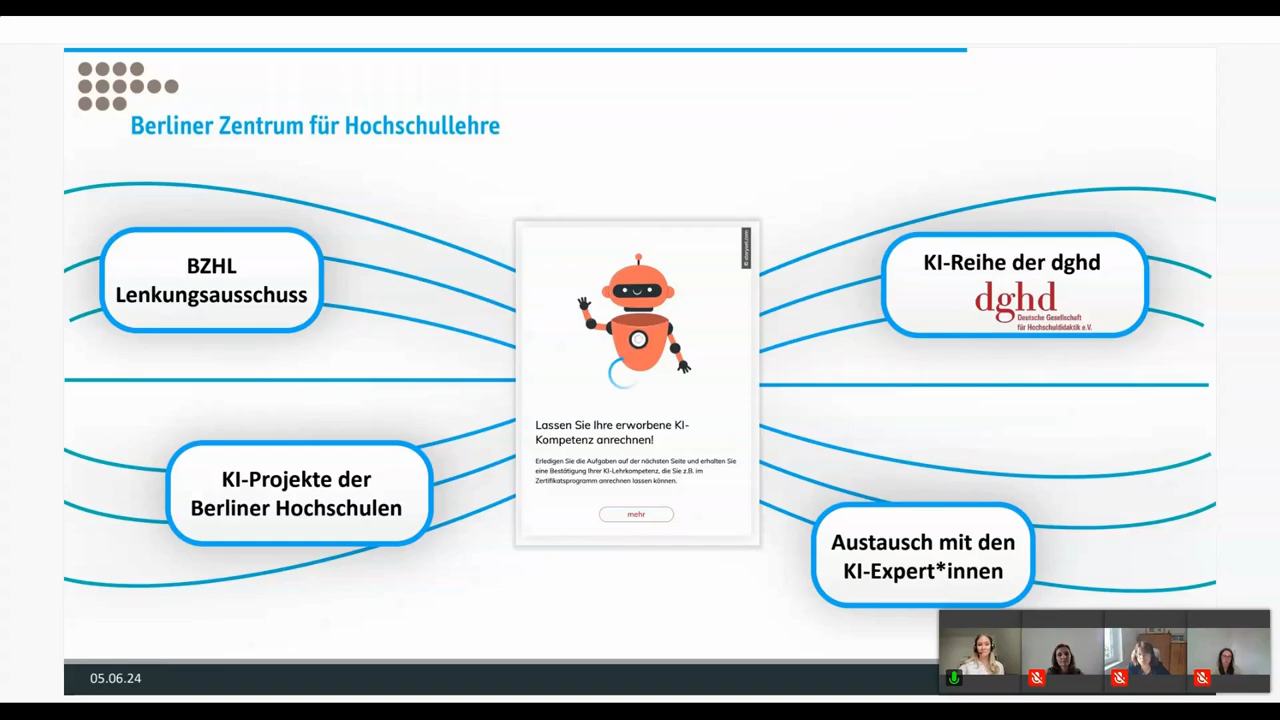 Berliner Zentrum für Hochschullehre
BZHL
Lenkungsausschuss
KI-Reihe der dghd
dghd
Deutsche Gesellschaft
für Hochschuldidaktik e.V.
© storyset.com
Lassen Sie Ihre erworbene KI-
Kompetenz anrechnen!
Erledigen Sie die Aufgaben auf der nächsten Seite und erhalten Sie
eine Bestätigung Ihrer KI-Lehrkompetenz, die Sie z.B. im
Zertifikatsprogramm anrechnen lassen können.
mehr
KI-Projekte der
Berliner Hochschulen
Austausch mit den
KI-Expert*innen
05.06.24